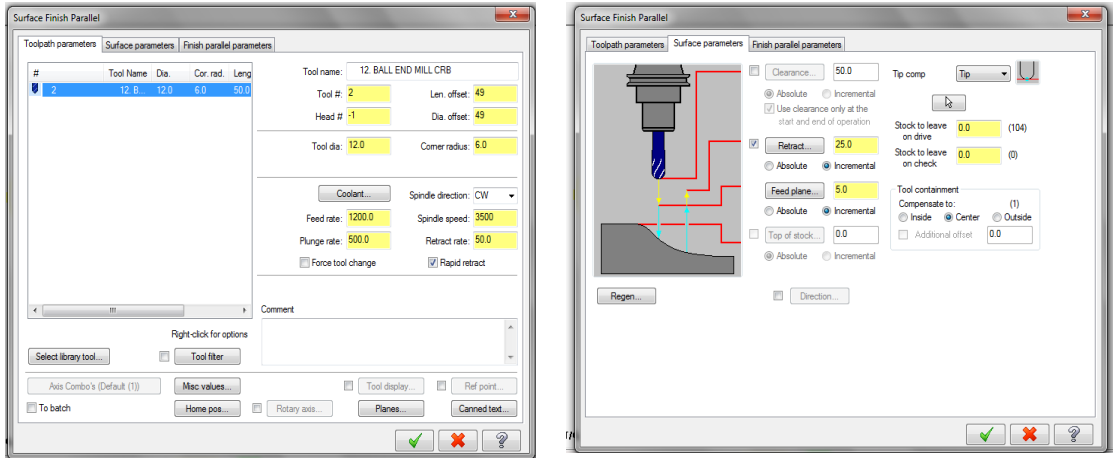 Surface Finish Parallel
Toolpath parameters Surface parameters Finish parallel parameters
# Tool Name Dia. Cor. rad. Leng
2 12. B... 12.0 6.0 50.0
Tool name: 12. BALL END MILL CRB
Tool #: 2 Len. offset: 49
Head # -1 Dia. offset: 49
Tool dia: 12.0 Corner radius: 6.0
Coolant... Spindle direction: CW
Feed rate: 1200.0 Spindle speed: 3500
Plunge rate: 500.0 Retract rate: 50.0
Force tool change Rapid retract
Comment
Right-click for options
Select library tool... Tool filter
Axis Combo's (Default (1)) Misc values... Tool display... Ref point...
To batch Home pos... Rotary axis... Planes... Canned text...
Surface Finish Parallel
Toolpath parameters Surface parameters Finish parallel parameters
Clearance... 50.0
Absolute Incremental
Use clearance only at the
start and end of operation
Retract... 25.0
Absolute Incremental
Feed plane... 5.0
Absolute Incremental
Top of stock... 0.0
Absolute Incremental
Tip comp Tip
Stock to leave
on drive 0.0 (104)
Stock to leave
on check 0.0 (0)
Tool containment
Compensate to: (1)
Inside Center Outside
Additional offset 0.0
Regen... Direction...